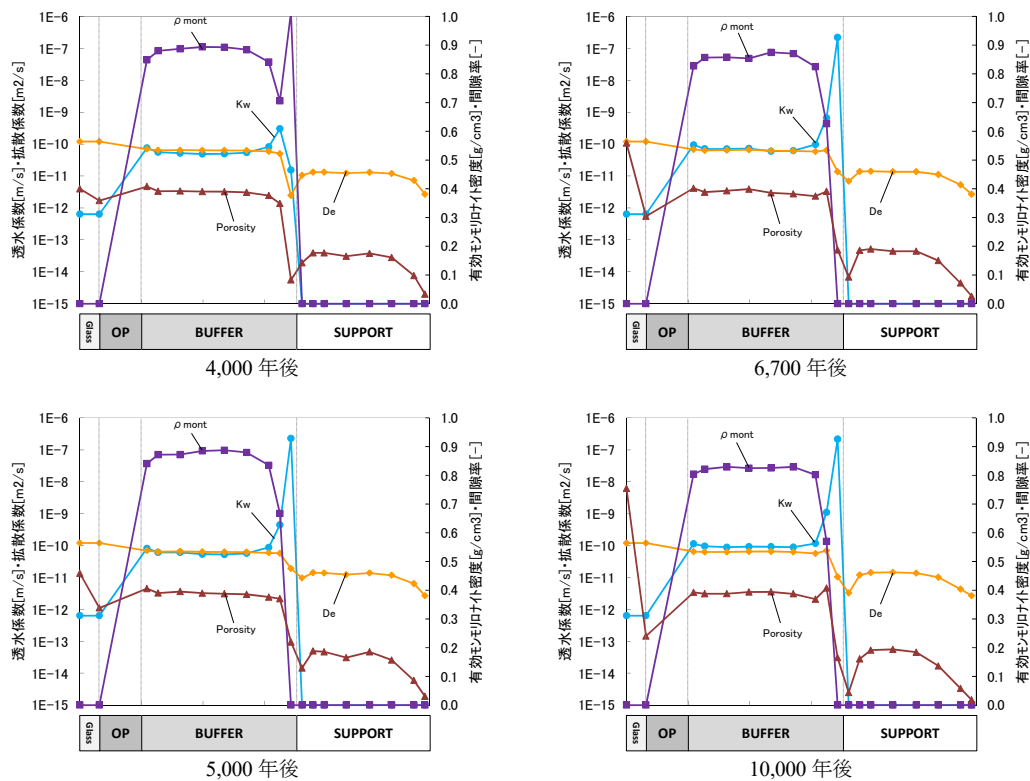 透水係数[m/s]・拡散係数[m2/s]
1E-6
1E-7
1E-8
1E-9
1E-10
1E-11
1E-12
1E-13
1E-14
1E-15
ρ mont
Kw
De
Porosity
1.0
0.9
0.8
0.7
0.6
0.5
0.4
0.3
0.2
0.1
0.0
有効モンモリロナイト密度[g/cm3]・間隙率[-]
Glass OP BUFFER SUPPORT
4,000 年後
透水係数[m/s]・拡散係数[m2/s]
1E-6
1E-7
1E-8
1E-9
1E-10
1E-11
1E-12
1E-13
1E-14
1E-15
ρ mont
Kw
De
Porosity
1.0
0.9
0.8
0.7
0.6
0.5
0.4
0.3
0.2
0.1
0.0
有効モンモリロナイト密度[g/cm3]・間隙率[-]
Glass OP BUFFER SUPPORT
6,700 年後
透水係数[m/s]・拡散係数[m2/s]
1E-6
1E-7
1E-8
1E-9
1E-10
1E-11
1E-12
1E-13
1E-14
1E-15
ρ mont
Kw
De
Porosity
1.0
0.9
0.8
0.7
0.6
0.5
0.4
0.3
0.2
0.1
0.0
有効モンモリロナイト密度[g/cm3]・間隙率[-]
Glass OP BUFFER SUPPORT
5,000 年後
透水係数[m/s]・拡散係数[m2/s]
1E-6
1E-7
1E-8
1E-9
1E-10
1E-11
1E-12
1E-13
1E-14
1E-15
ρ mont
Kw
De
Porosity
1.0
0.9
0.8
0.7
0.6
0.5
0.4
0.3
0.2
0.1
0.0
有効モンモリロナイト密度[g/cm3]・間隙率[-]
Glass OP BUFFER SUPPORT
10,000 年後